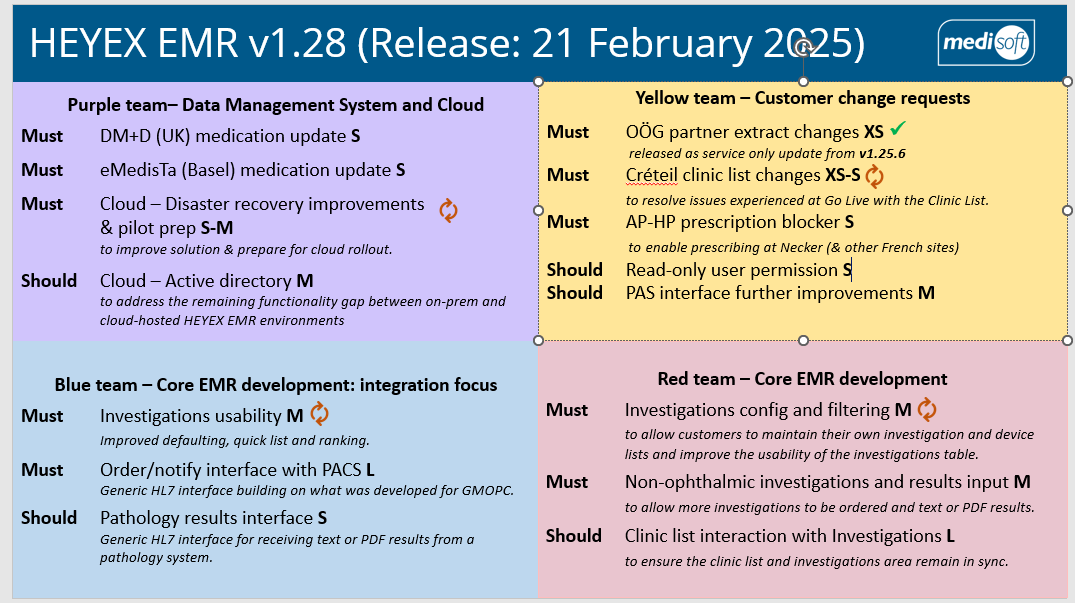 HEYEX EMR v1.28 (Release: 21 February 2025)
medisoft
Purple team– Data Management System and Cloud
Must DM+D (UK) medication update S
Must eMedisTa (Basel) medication update S
Must Cloud – Disaster recovery improvements
& pilot prep S-M
to improve solution & prepare for cloud rollout.
Should Cloud – Active directory M
to address the remaining functionality gap between on-prem and
cloud-hosted HEYEX EMR environments
Yellow team – Customer change requests
Must OÖG partner extract changes XS ✓
released as service only update from v1.25.6
Must Créteil clinic list changes XS-S
to resolve issues experienced at Go Live with the Clinic List.
Must AP-HP prescription blocker S
to enable prescribing at Necker (& other French sites)
Should Read-only user permission S
Should PAS interface further improvements M
Blue team – Core EMR development: integration focus
Must Investigations usability M
Improved defaulting, quick list and ranking.
Must Order/notify interface with PACS L
Generic HL7 interface building on what was developed for GMOPC.
Should Pathology results interface S
Generic HL7 interface for receiving text or PDF results from a
pathology system.
Red team – Core EMR development
Must Investigations config and filtering M
to allow customers to maintain their own investigation and device
lists and improve the usability of the investigations table.
Must Non-ophthalmic investigations and results input M
to allow more investigations to be ordered and text or PDF results.
Should Clinic list interaction with Investigations L
to ensure the clinic list and investigations area remain in sync.